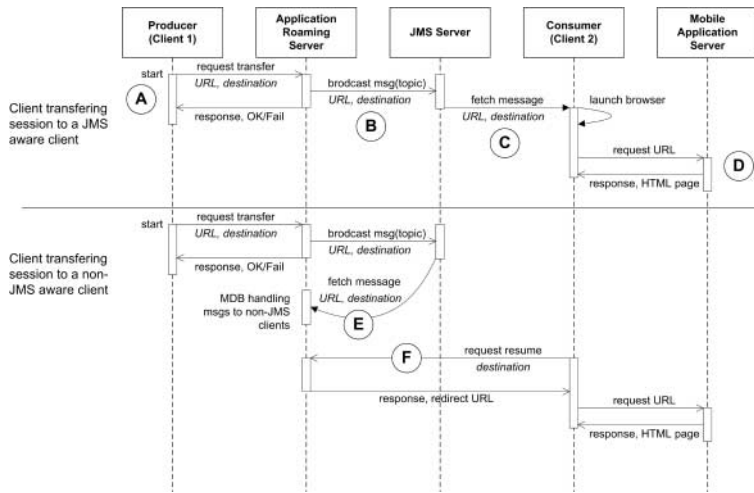 Producer
(Client 1)
Application
Roaming
Server
JMS Server
Consumer
(Client 2)
Mobile
Application
Server
start
request transfer
URL, destination
A
response, OK/Fail
brodcast msg(topic)
URL, destination
B
fetch message
URL, destination
C
launch browser
request URL
D
response, HTML page
Client transfering
session to a JMS
aware client
start
request transfer
URL, destination
response, OK/Fail
brodcast msg(topic)
URL, destination
Client transfering
session to a non-
JMS aware client
fetch message
URL, destination
MDB handling
msgs to non-JMS
clients
E
F
request resume
destination
response, redirect URL
request URL
response, HTML page